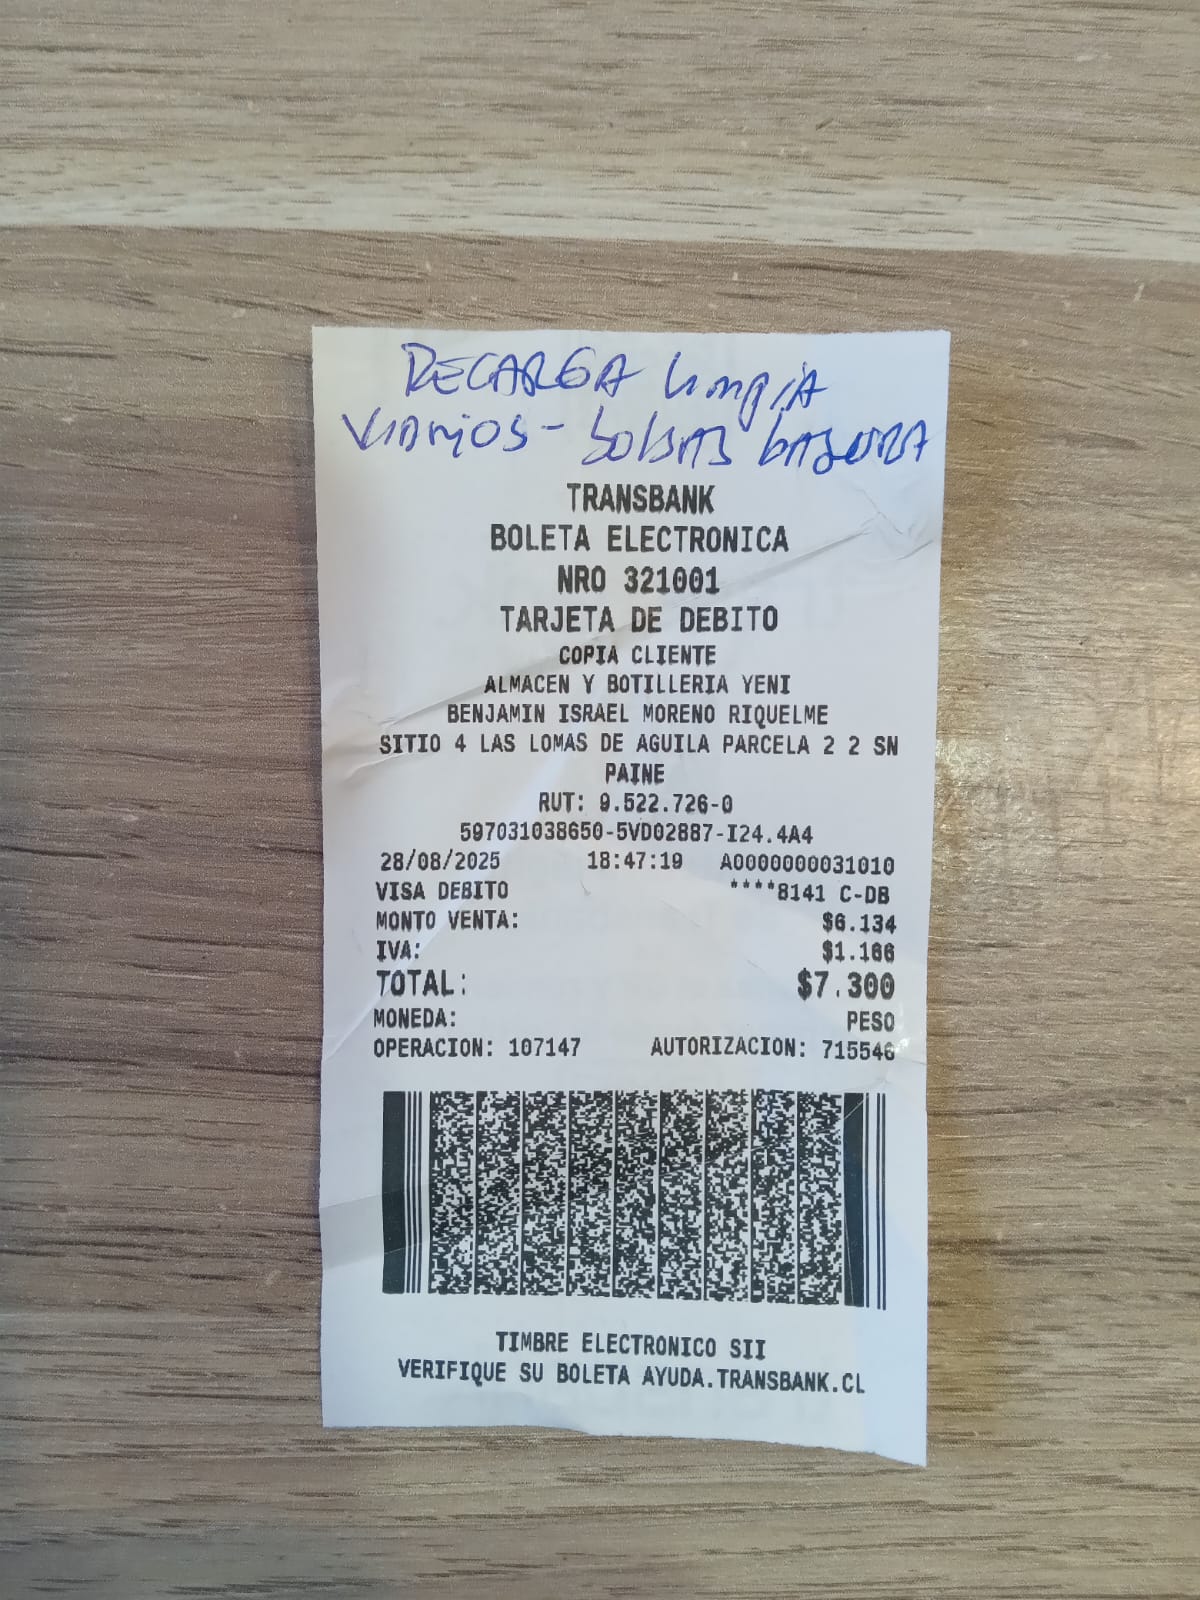 RECARGA limpia
VIDRIOS - bolsas basura
TRANSBANK
BOLETA ELECTRONICA
NRO 321001
TARJETA DE DEBITO
COPIA CLIENTE
ALMACEN Y BOTILLERIA YENI
BENJAMIN ISRAEL MORENO RIQUELME
SITIO 4 LAS LOMAS DE AGUILA PARCELA 2 2 SN
PAINE
RUT: 9.522.726-0
597031038650-5VD02887-I24.4A4
28/08/2025 18:47:19 A0000000031010
VISA DEBITO ****8141 C-DB
MONTO VENTA: $6.134
IVA: $1.166
TOTAL: $7.300
MONEDA: PESO
OPERACION: 107147 AUTORIZACION: 715546
TIMBRE ELECTRONICO SII
VERIFIQUE SU BOLETA AYUDA.TRANSBANK.CL